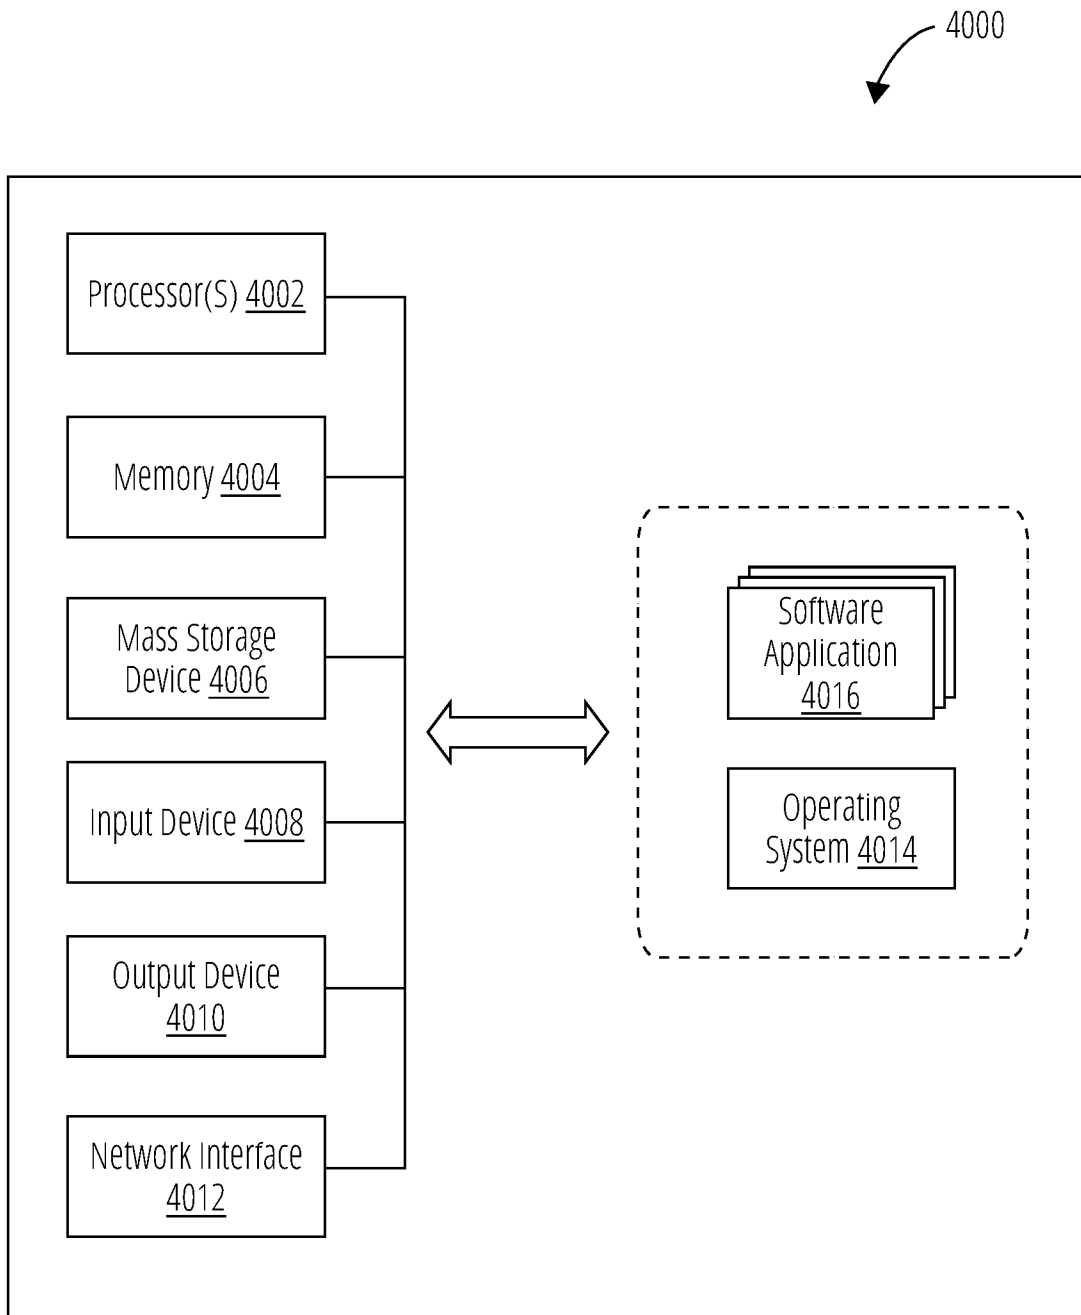 4000
Processor(S) 4002
Memory 4004
Mass Storage
Device 4006
Input Device 4008
Output Device
4010
Network Interface
4012
Software
Application
4016
Operating
System 4014